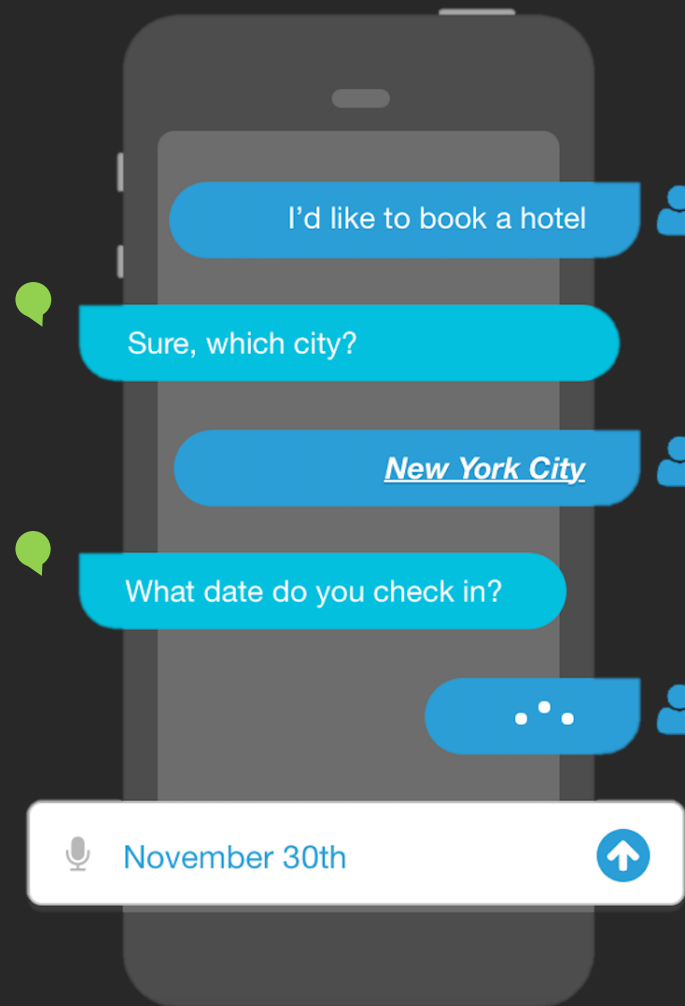 I’d like to book a hotel
Sure, which city?
New York City
What date do you check in?
November 30th